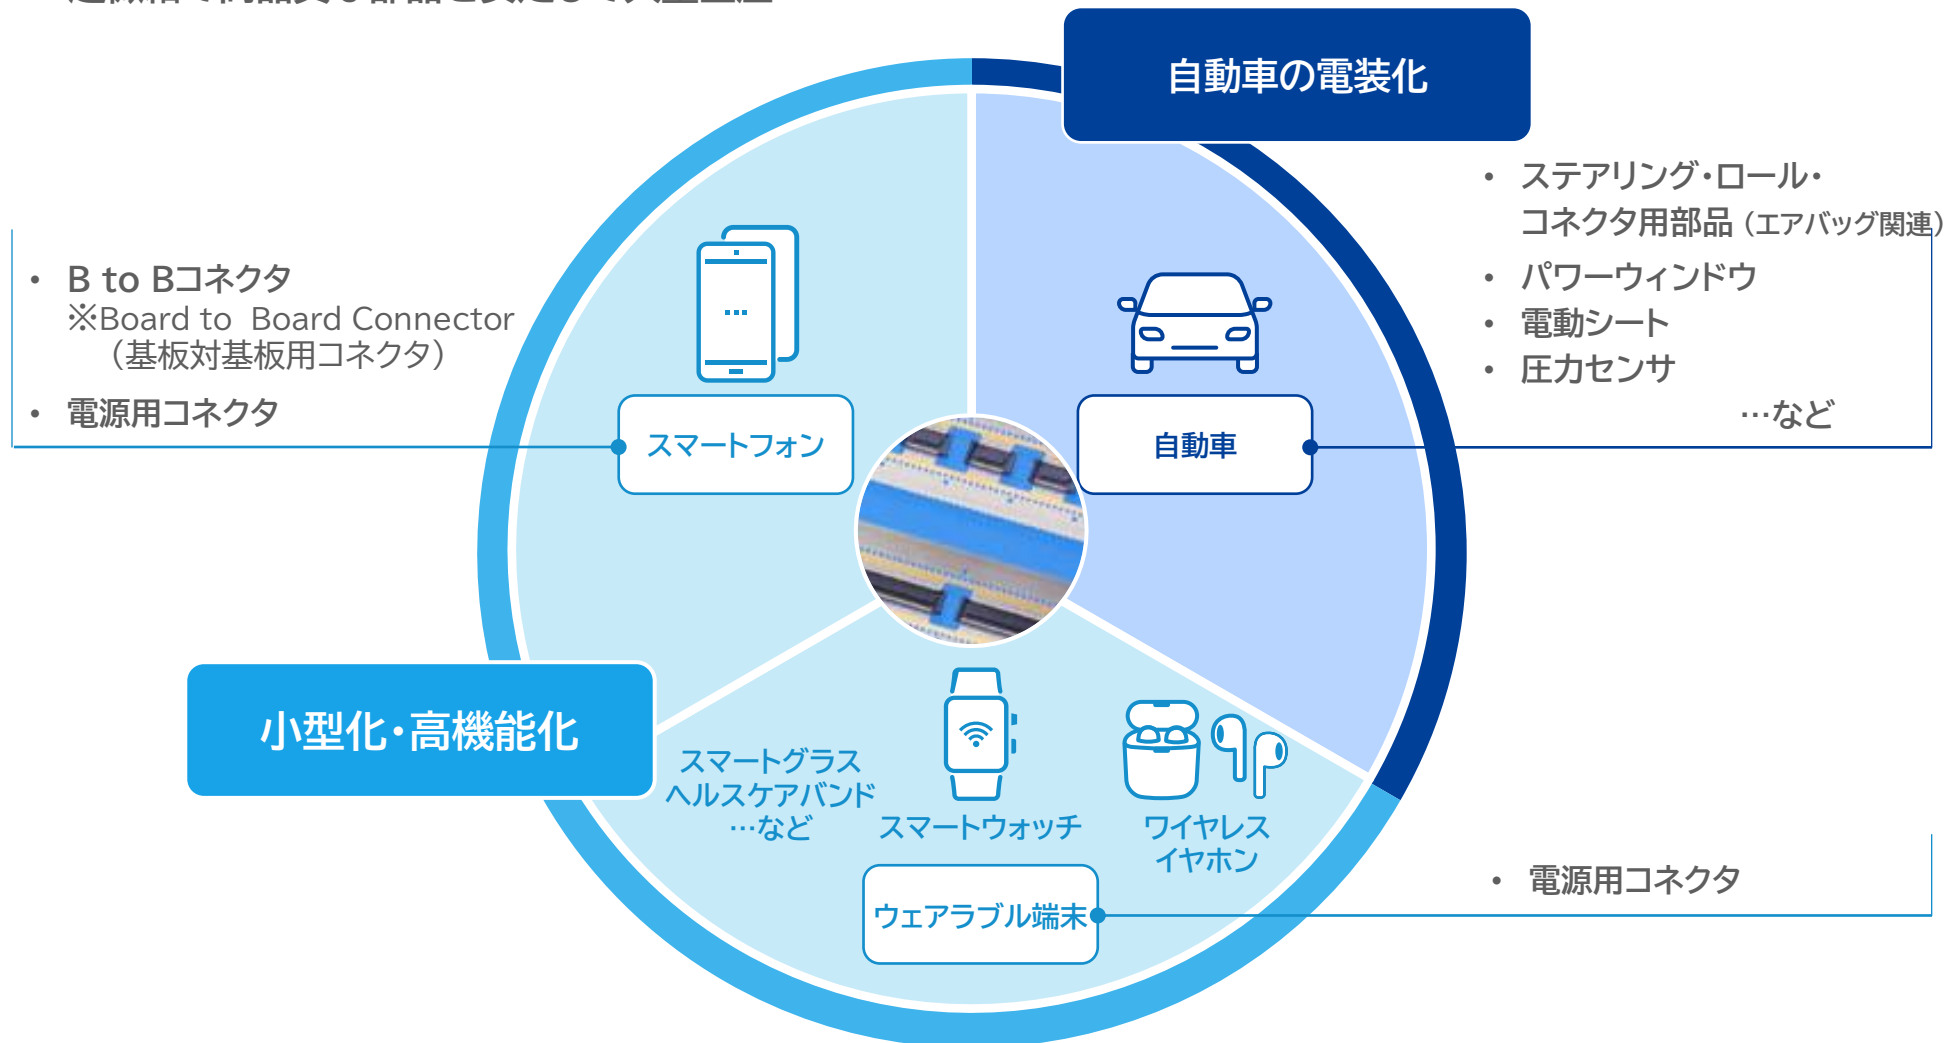 自動車の電装化
・ステアリング・ロール・
コネクタ用部品（エアバッグ関連）
・パワーウィンドウ
・電動シート
・圧力センサ
…など
・B to Bコネクタ
※Board to Board Connector
（基板対基板用コネクタ）
・電源用コネクタ
スマートフォン
自動車
小型化・高機能化
スマートグラス
ヘルスケアバンド
…など
スマートウォッチ
ワイヤレス
イヤホン
ウェアラブル端末
・電源用コネクタ